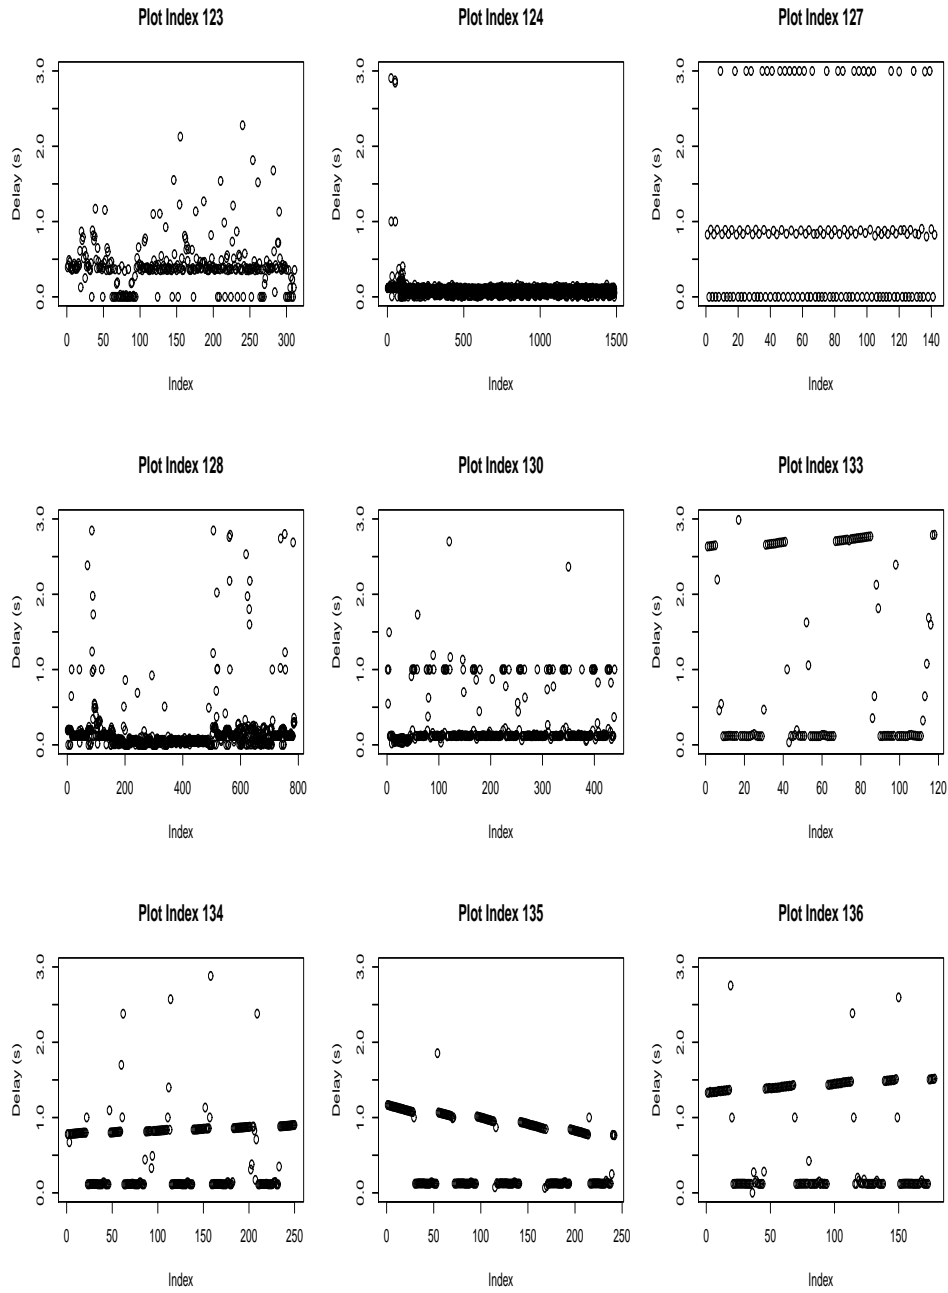 Plot Index 123
3.0
2.0
1.0
0.0
Delay (s)
0 50 100 150 200 250 300
Index
Plot Index 124
3.0
2.0
1.0
0.0
Delay (s)
0 500 1000 1500
Index
Plot Index 127
3.0
2.0
1.0
0.0
Delay (s)
0 20 40 60 80 100 120 140
Index
Plot Index 128
3.0
2.0
1.0
0.0
Delay (s)
0 200 400 600 800
Index
Plot Index 130
3.0
2.0
1.0
0.0
Delay (s)
0 100 200 300 400
Index
Plot Index 133
3.0
2.0
1.0
0.0
Delay (s)
0 20 40 60 80 100 120
Index
Plot Index 134
3.0
2.0
1.0
0.0
Delay (s)
0 50 100 150 200 250
Index
Plot Index 135
3.0
2.0
1.0
0.0
Delay (s)
0 50 100 150 200 250
Index
Plot Index 136
3.0
2.0
1.0
0.0
Delay (s)
0 50 100 150
Index